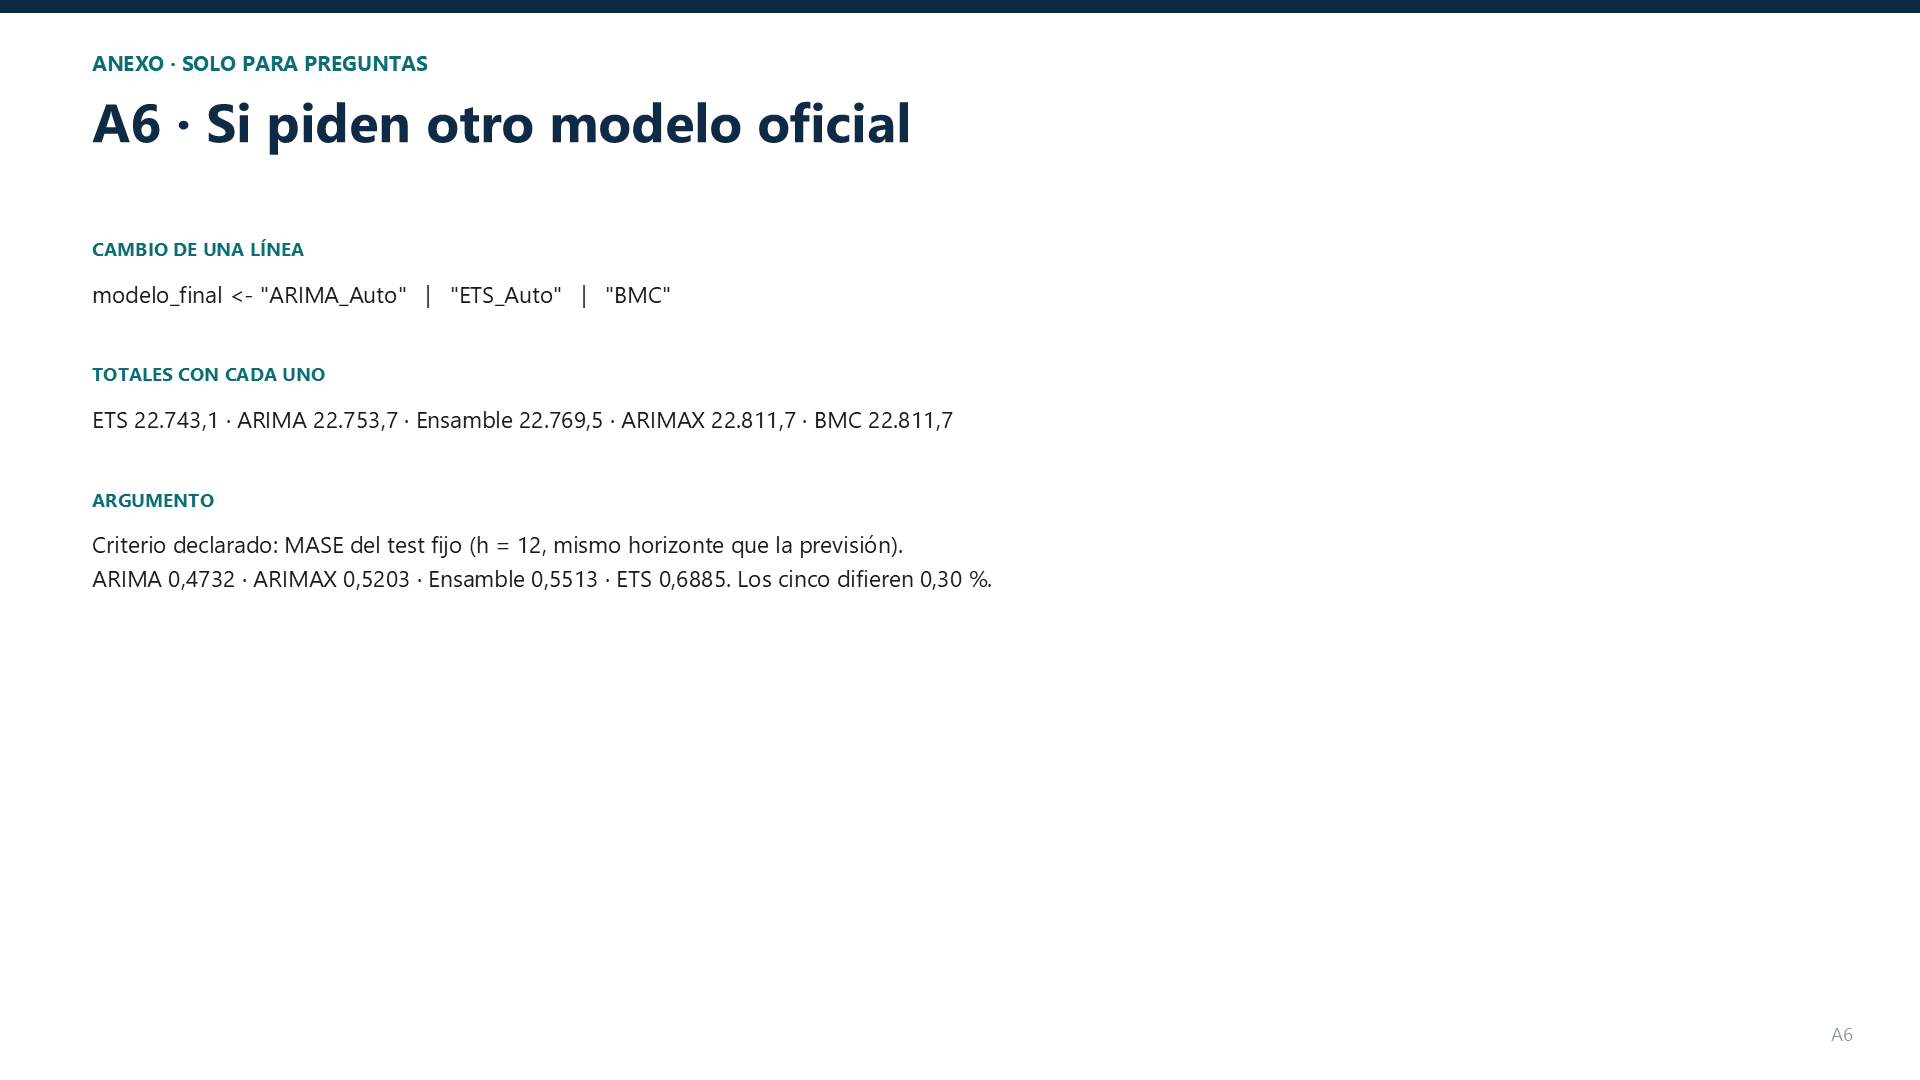 ANEXO · SOLO PARA PREGUNTAS
A6 · Si piden otro modelo oficial
CAMBIO DE UNA LÍNEA
modelo_final <- "ARIMA_Auto" | "ETS_Auto" | "BMC"
TOTALES CON CADA UNO
ETS 22.743,1 · ARIMA 22.753,7 · Ensamble 22.769,5 · ARIMAX 22.811,7 · BMC 22.811,7
ARGUMENTO
Criterio declarado: MASE del test fijo (h = 12, mismo horizonte que la previsión).
ARIMA 0,4732 · ARIMAX 0,5203 · Ensamble 0,5513 · ETS 0,6885. Los cinco difieren 0,30 %.
A6